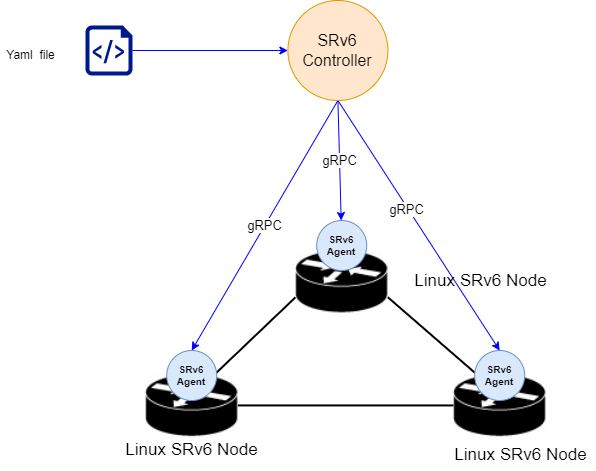 SRv6
Controller
Yaml file
</>
gRPC
gRPC
gRPC
SRv6
Agent
Linux SRv6 Node
SRv6
Agent
SRv6
Agent
Linux SRv6 Node
Linux SRv6 Node